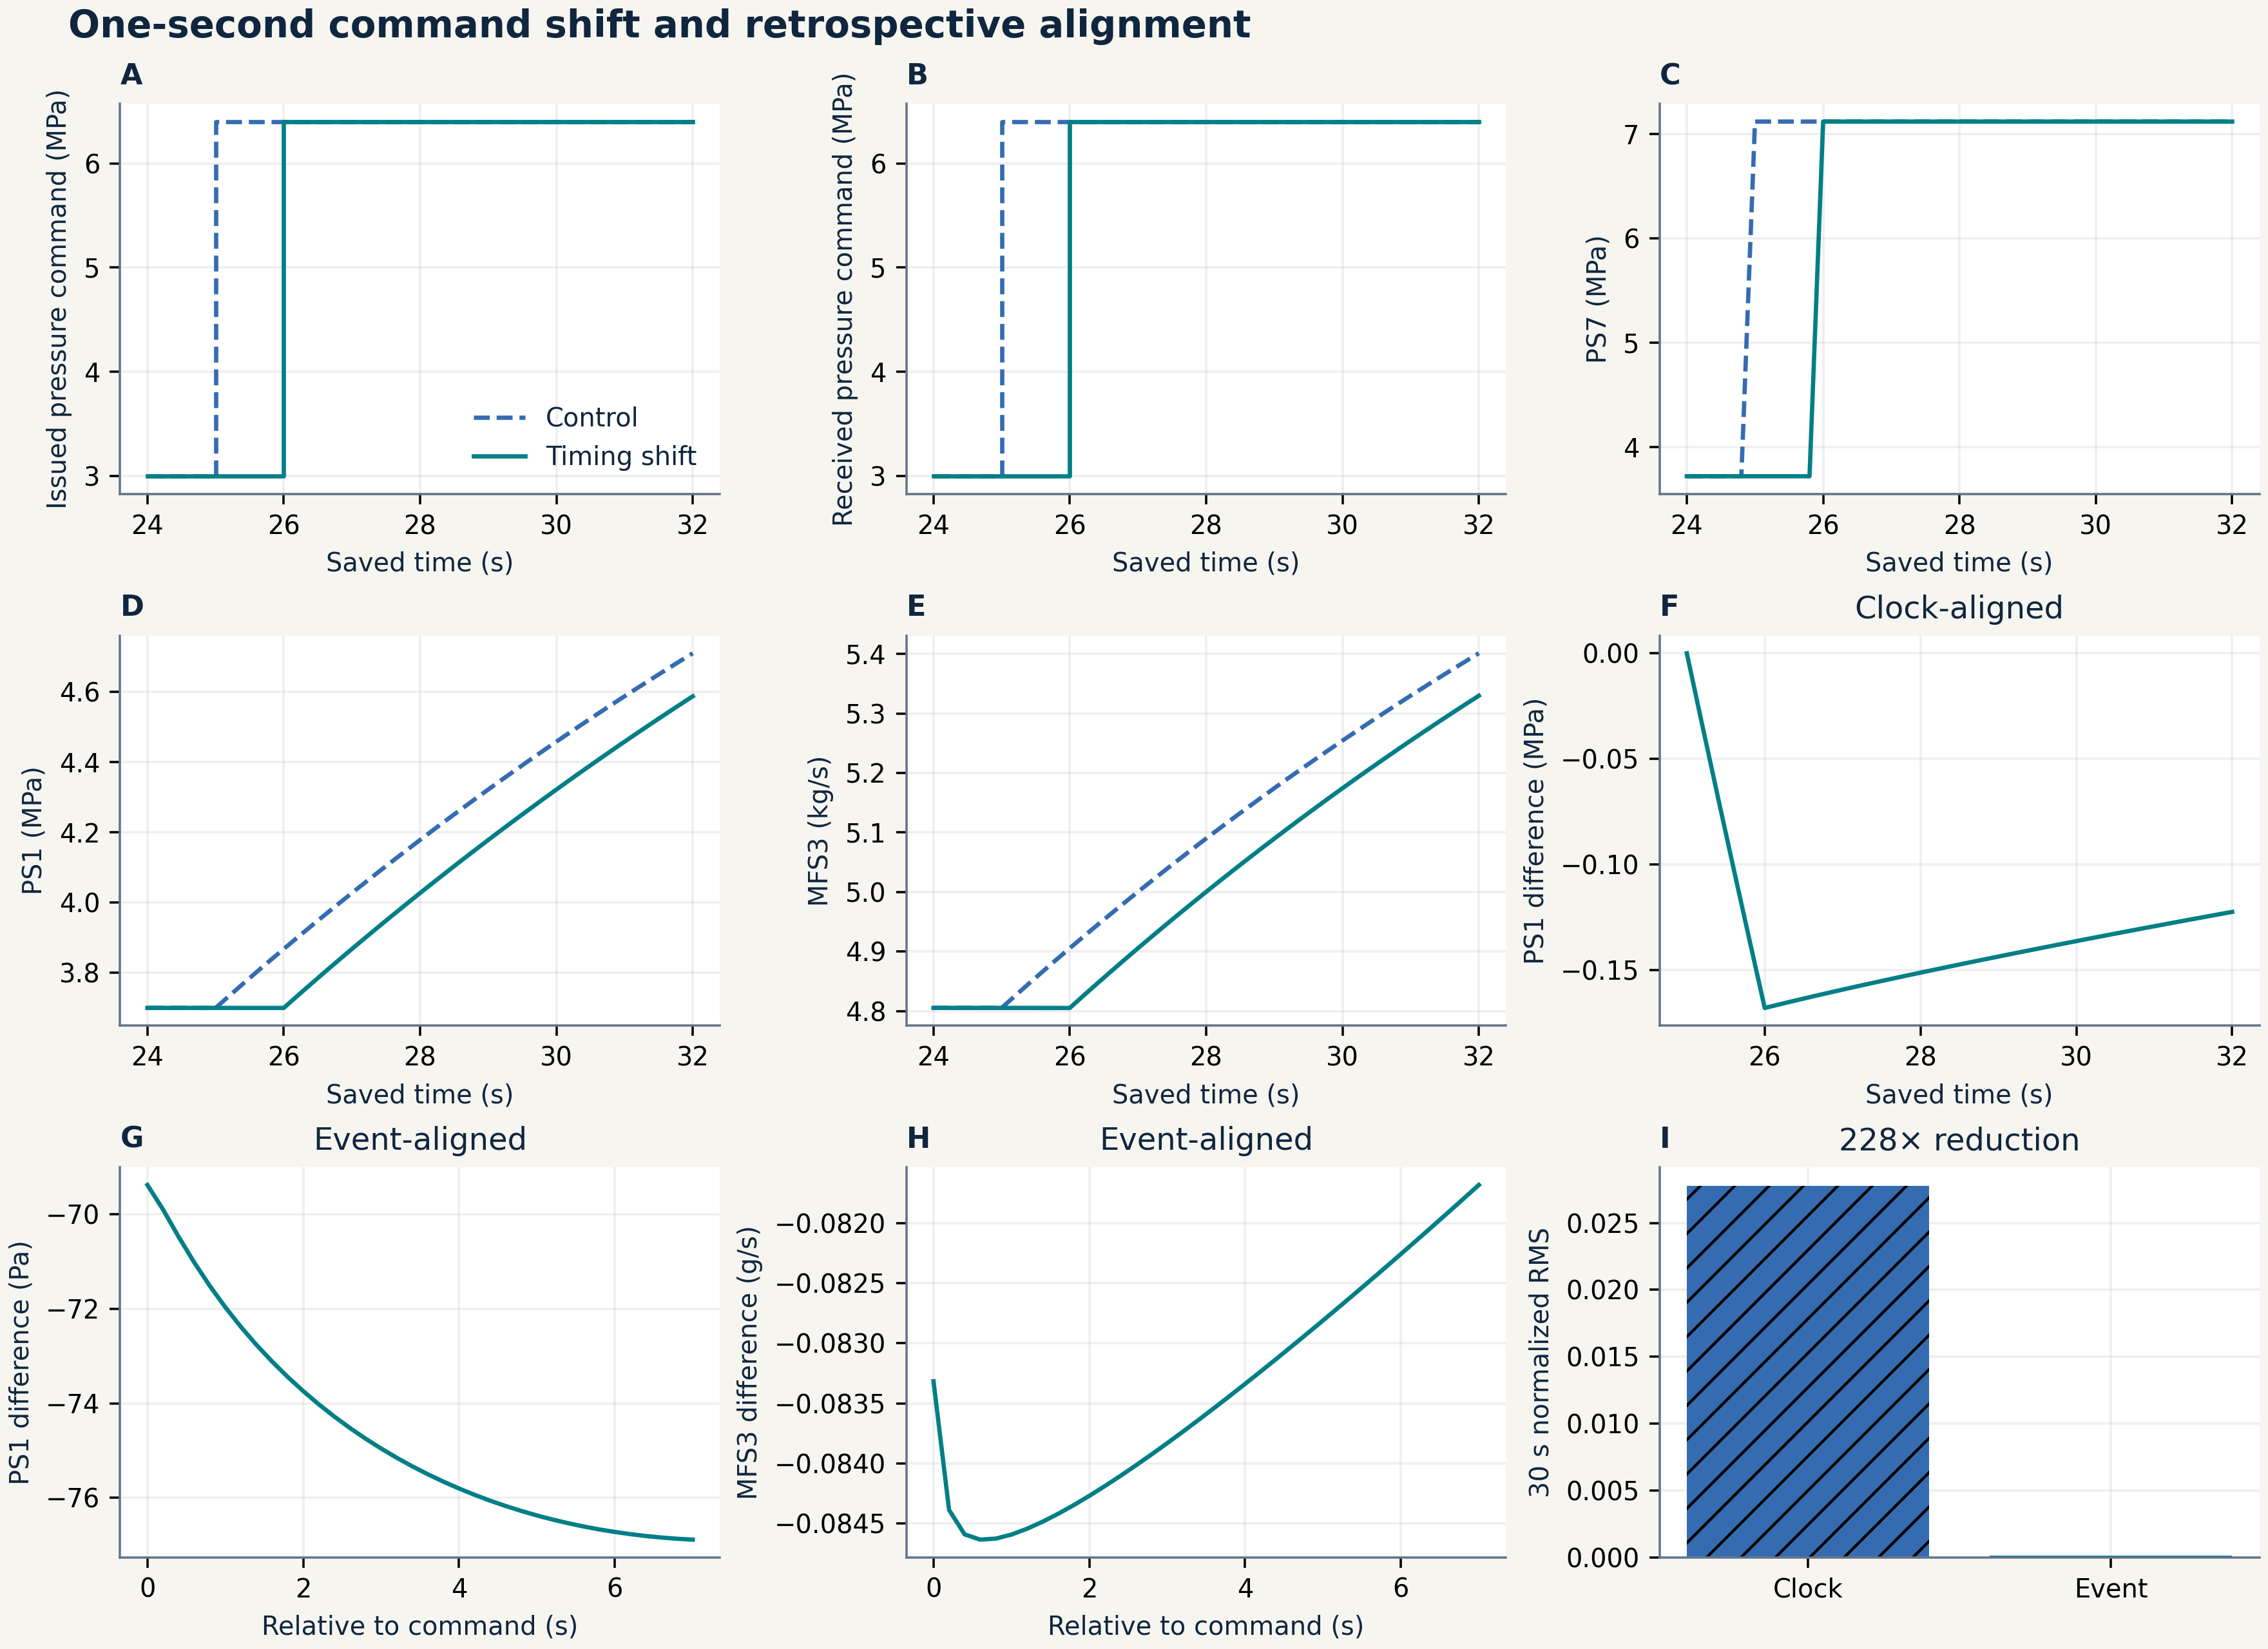 One-second command shift and retrospective alignment
A
Issued pressure command (MPa)
6
5
4
3
Control
Timing shift
24 26 28 30 32
Saved time (s)
B
Received pressure command (MPa)
6
5
4
3
24 26 28 30 32
Saved time (s)
C
PS7 (MPa)
7
6
5
4
24 26 28 30 32
Saved time (s)
D
PS1 (MPa)
4.6
4.4
4.2
4.0
3.8
24 26 28 30 32
Saved time (s)
E
MFS3 (kg/s)
5.4
5.3
5.2
5.1
5.0
4.9
4.8
24 26 28 30 32
Saved time (s)
F Clock-aligned
PS1 difference (MPa)
0.00
−0.05
−0.10
−0.15
26 28 30 32
Saved time (s)
G Event-aligned
PS1 difference (Pa)
−70
−72
−74
−76
0 2 4 6
Relative to command (s)
H Event-aligned
MFS3 difference (g/s)
−0.0820
−0.0825
−0.0830
−0.0835
−0.0840
−0.0845
0 2 4 6
Relative to command (s)
I 228× reduction
30 s normalized RMS
0.025
0.020
0.015
0.010
0.005
0.000
Clock Event